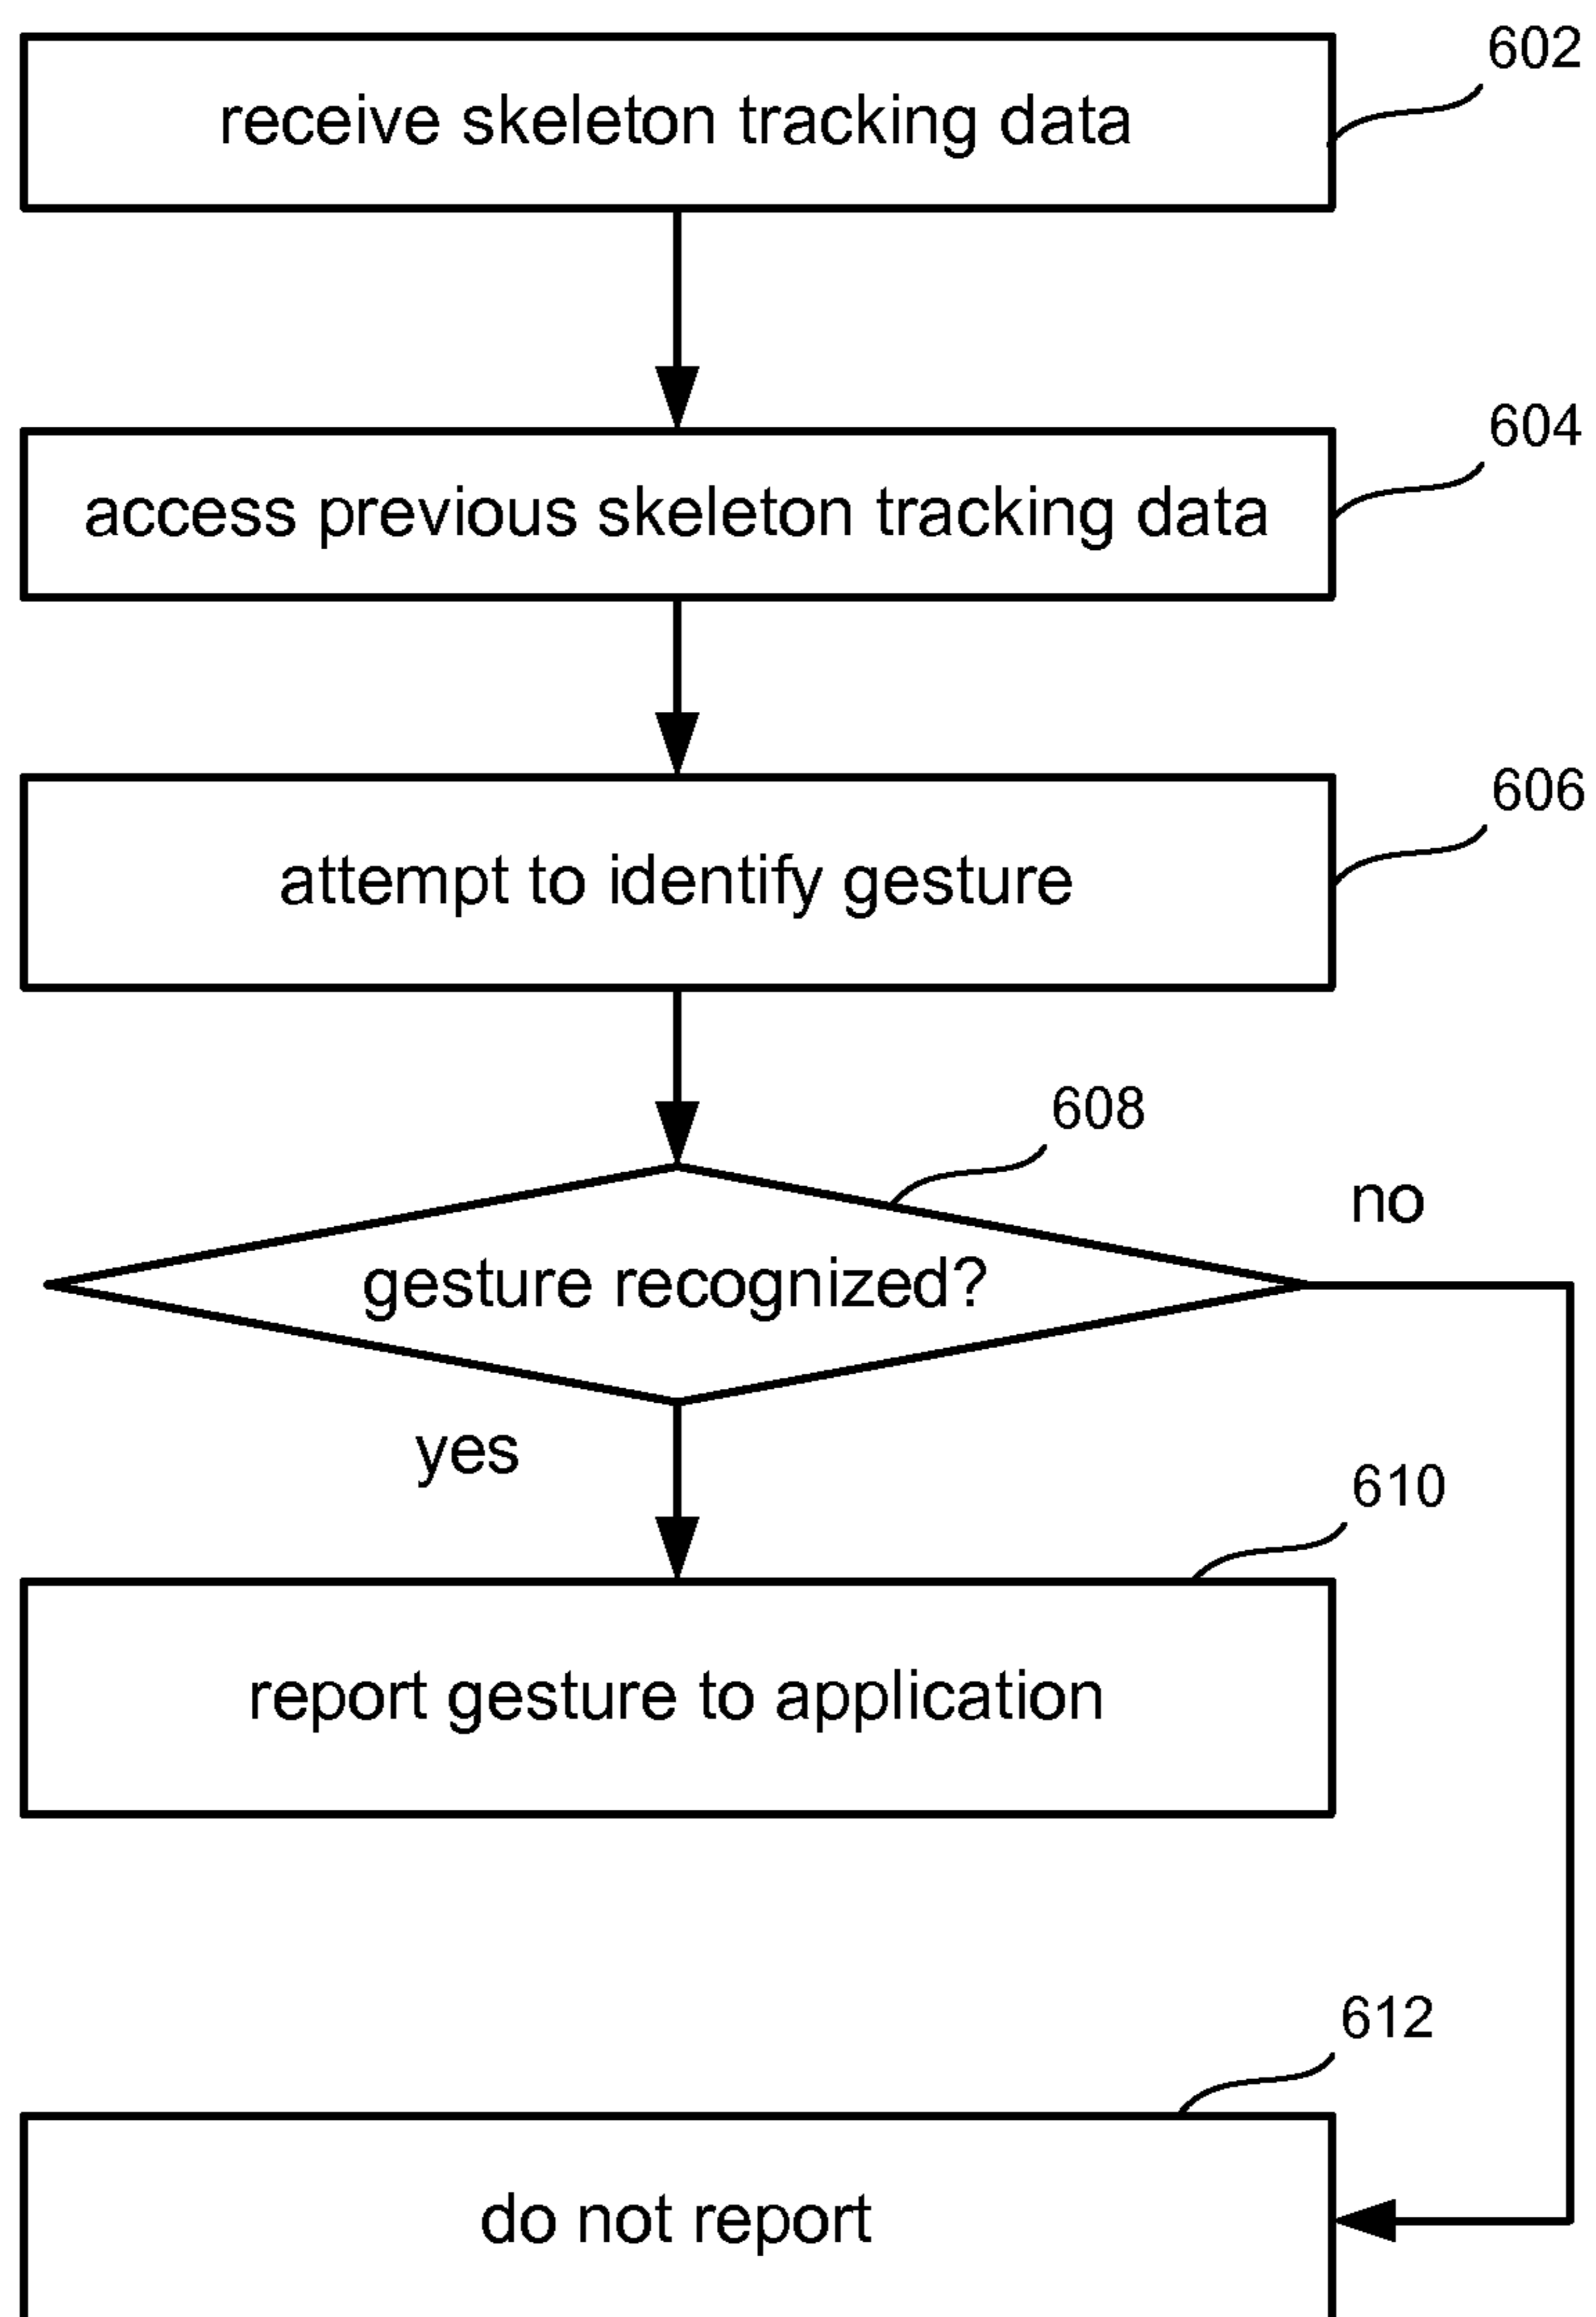 602
receive skeleton tracking data
604
access previous skeleton tracking data
606
attempt to identify gesture
608
no
gesture recognized?
yes
610
report gesture to application
612
do not report